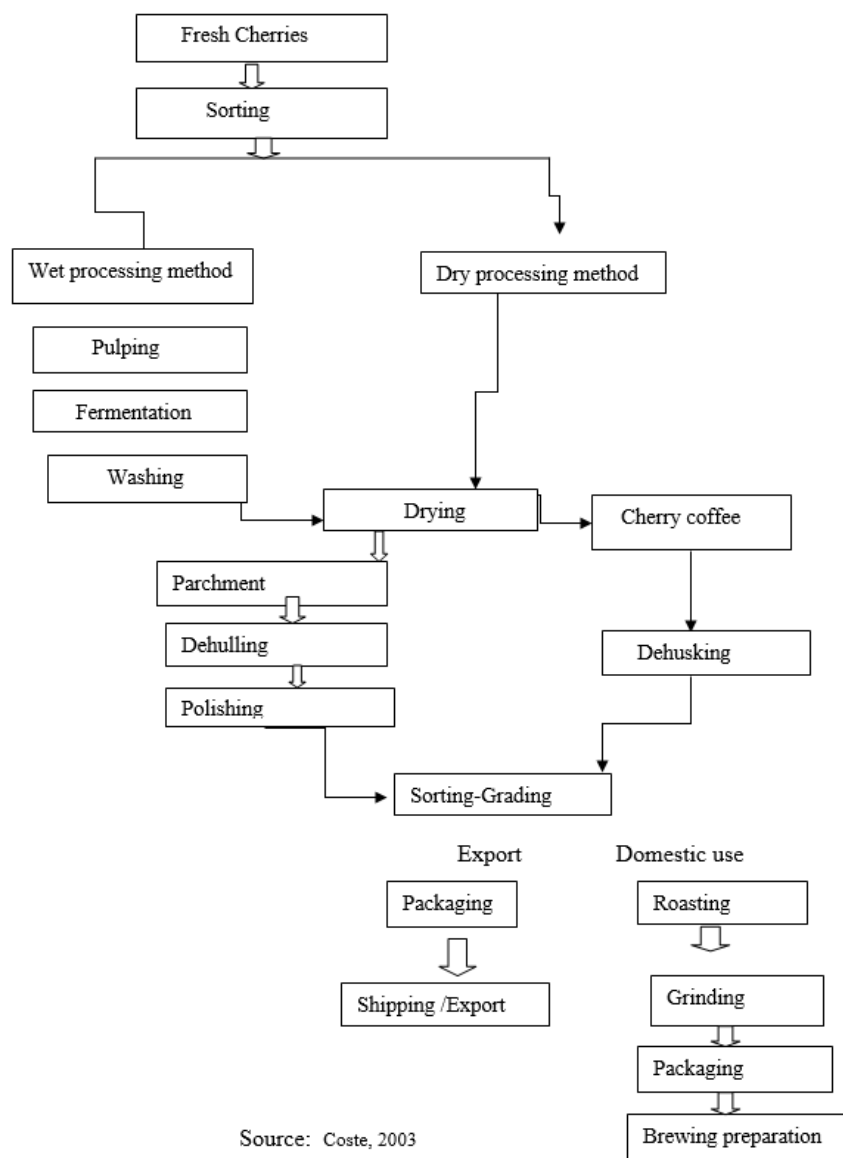 Fresh Cherries
Sorting
Wet processing method
Dry processing method
Pulping
Fermentation
Washing
Drying
Cherry coffee
Parchment
Dehulling
Dehusking
Polishing
Sorting-Grading
Export
Domestic use
Packaging
Roasting
Shipping /Export
Grinding
Packaging
Brewing preparation
Source: Coste, 2003